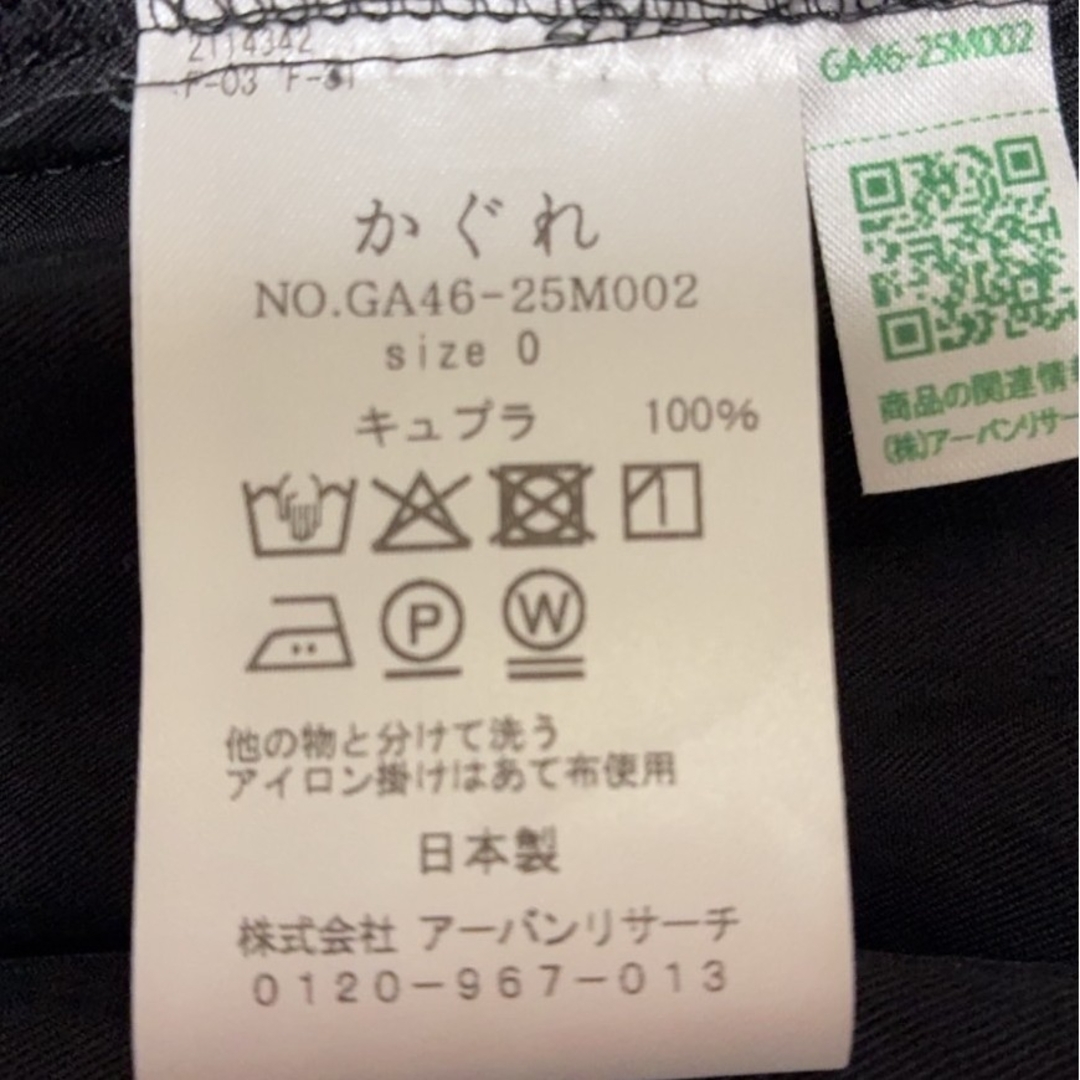 2114342
かぐれ
NO.GA46-25M002
size 0
キュプラ 100%
P W
他の物と分けて洗う
アイロン掛けはあて布使用
日本製
株式会社 アーバンリサーチ
0120-967-013
GA46-25M002
商品の関連情
(株)アーバンリサー